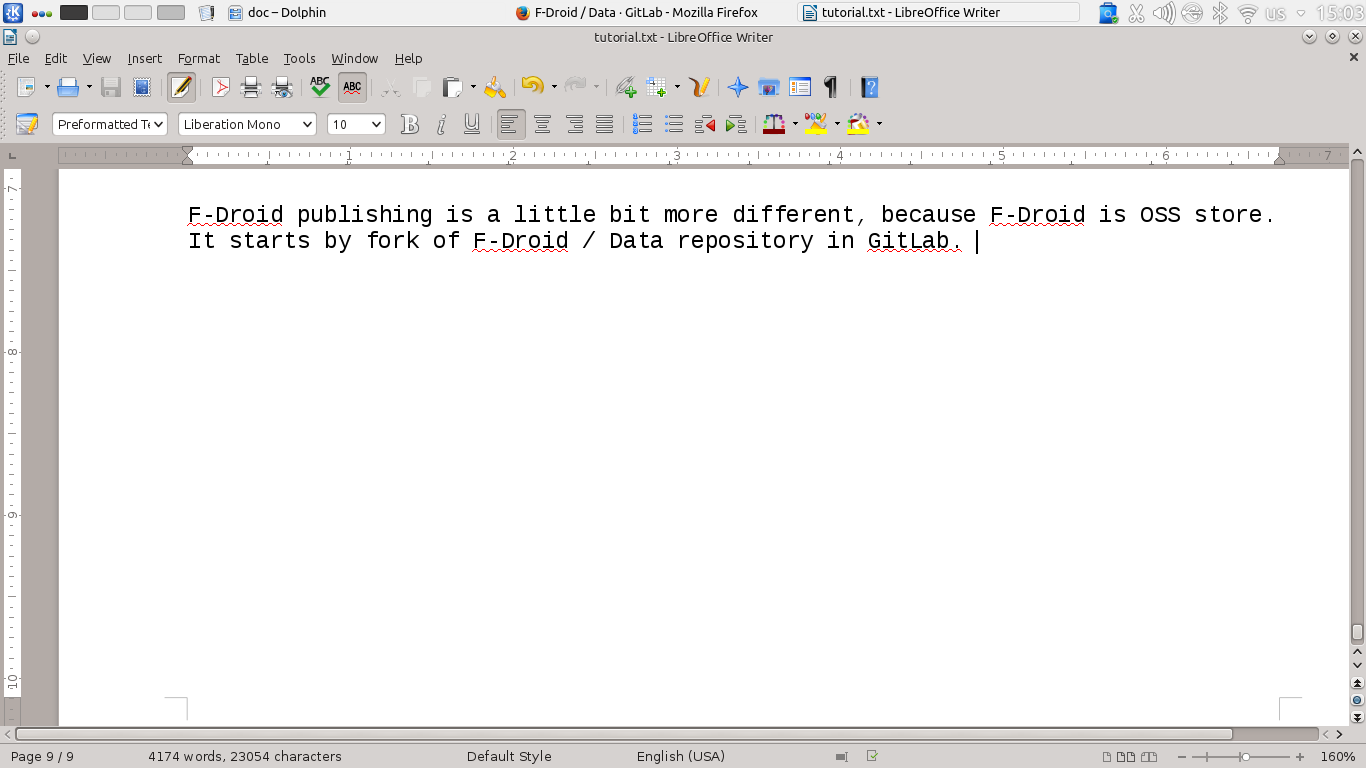 doc – Dolphin
F-Droid / Data · GitLab - Mozilla Firefox
tutorial.txt - LibreOffice Writer
us
15:03
tutorial.txt - LibreOffice Writer
File Edit View Insert Format Table Tools Window Help
ABC ABC
Preformatted Te Liberation Mono 10 B i U
1 2 3 4 5 6 7
7
F-Droid publishing is a little bit more different, because F-Droid is OSS store.
It starts by fork of F-Droid / Data repository in GitLab.
8
9
10
Page 9 / 9 4174 words, 23054 characters Default Style English (USA) 160%